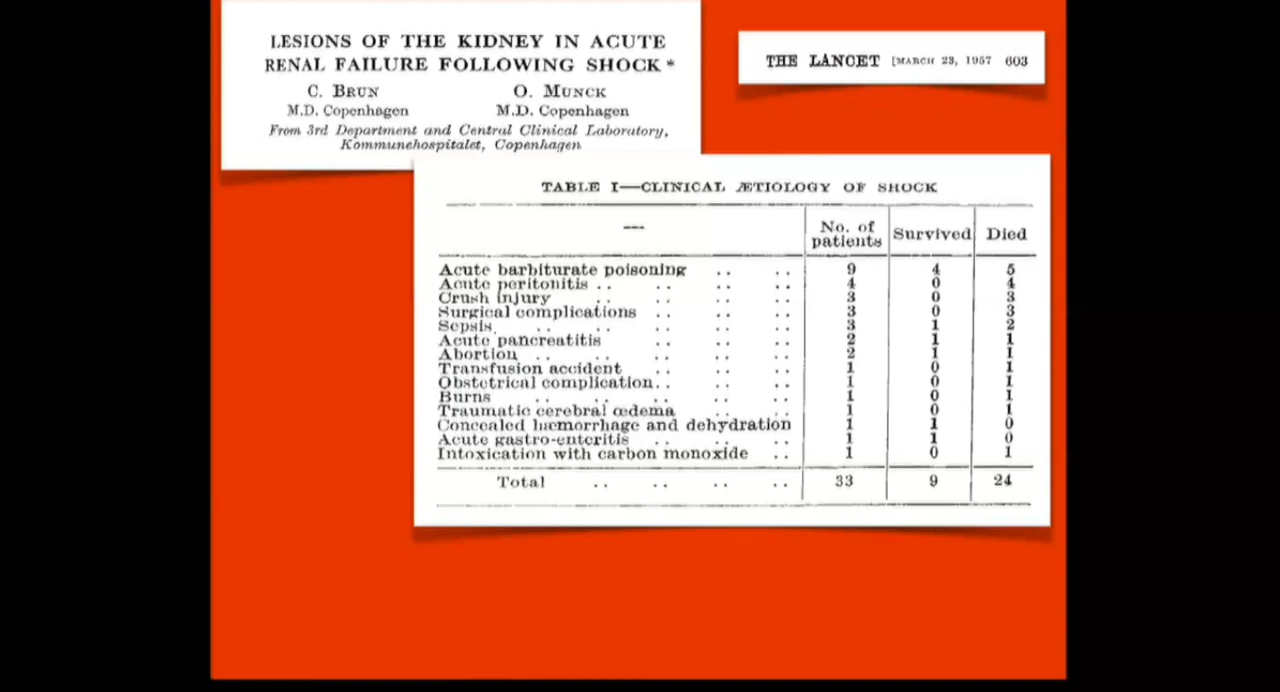 LESIONS OF THE KIDNEY IN ACUTE
RENAL FAILURE FOLLOWING SHOCK *
C. BRUN O. MUNCK
M.D. Copenhagen M.D. Copenhagen
From 3rd Department and Central Clinical Laboratory,
Kommunehospitalet, Copenhagen
THE LANCET [MARCH 23, 1957 603
TABLE I—CLINICAL ÆTIOLOGY OF SHOCK
— No. of patients Survived Died
Acute barbiturate poisoning .. .. 9 4 5
Acute peritonitis .. .. .. .. 4 0 4
Crush injury .. .. .. .. 3 0 3
Surgical complications .. .. .. 3 0 3
Sepsis .. .. .. .. .. 3 1 2
Acute pancreatitis .. .. .. 2 1 1
Abortion .. .. .. .. .. 2 1 1
Transfusion accident .. .. .. 1 0 1
Obstetrical complication .. .. .. 1 0 1
Burns .. .. .. .. .. 1 0 1
Traumatic cerebral œdema .. .. 1 0 1
Concealed hæmorrhage and dehydration 1 1 0
Acute gastro-enteritis .. .. .. 1 1 0
Intoxication with carbon monoxide .. 1 0 1
Total .. .. .. .. 33 9 24